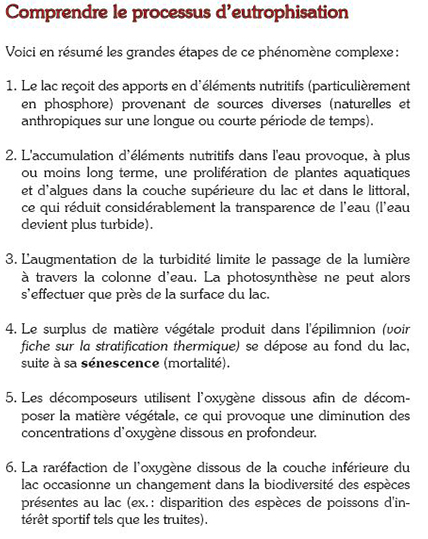 Comprendre le processus d'eutrophisation
Voici en résumé les grandes étapes de ce phénomène complexe :
1. Le lac reçoit des apports en d'éléments nutritifs (particulièrement
en phosphore) provenant de sources diverses (naturelles et
anthropiques sur une longue ou courte période de temps).
2. L'accumulation d'éléments nutritifs dans l'eau provoque, à plus
ou moins long terme, une prolifération de plantes aquatiques
et d'algues dans la couche supérieure du lac et dans le littoral,
ce qui réduit considérablement la transparence de l'eau (l'eau
devient plus turbide).
3. L'augmentation de la turbidité limite le passage de la lumière
à travers la colonne d'eau. La photosynthèse ne peut alors
s'effectuer que près de la surface du lac.
4. Le surplus de matière végétale produit dans l'épilimnion (voir
fiche sur la stratification thermique) se dépose au fond du lac,
suite à sa sénescence (mortalité).
5. Les décomposeurs utilisent l'oxygène dissous afin de décom-
poser la matière végétale, ce qui provoque une diminution des
concentrations d'oxygène dissous en profondeur.
6. La raréfaction de l'oxygène dissous de la couche inférieure du
lac occasionne un changement dans la biodiversité des espèces
présentes au lac (ex. : disparition des espèces de poissons d'in-
térêt sportif tels que les truites).